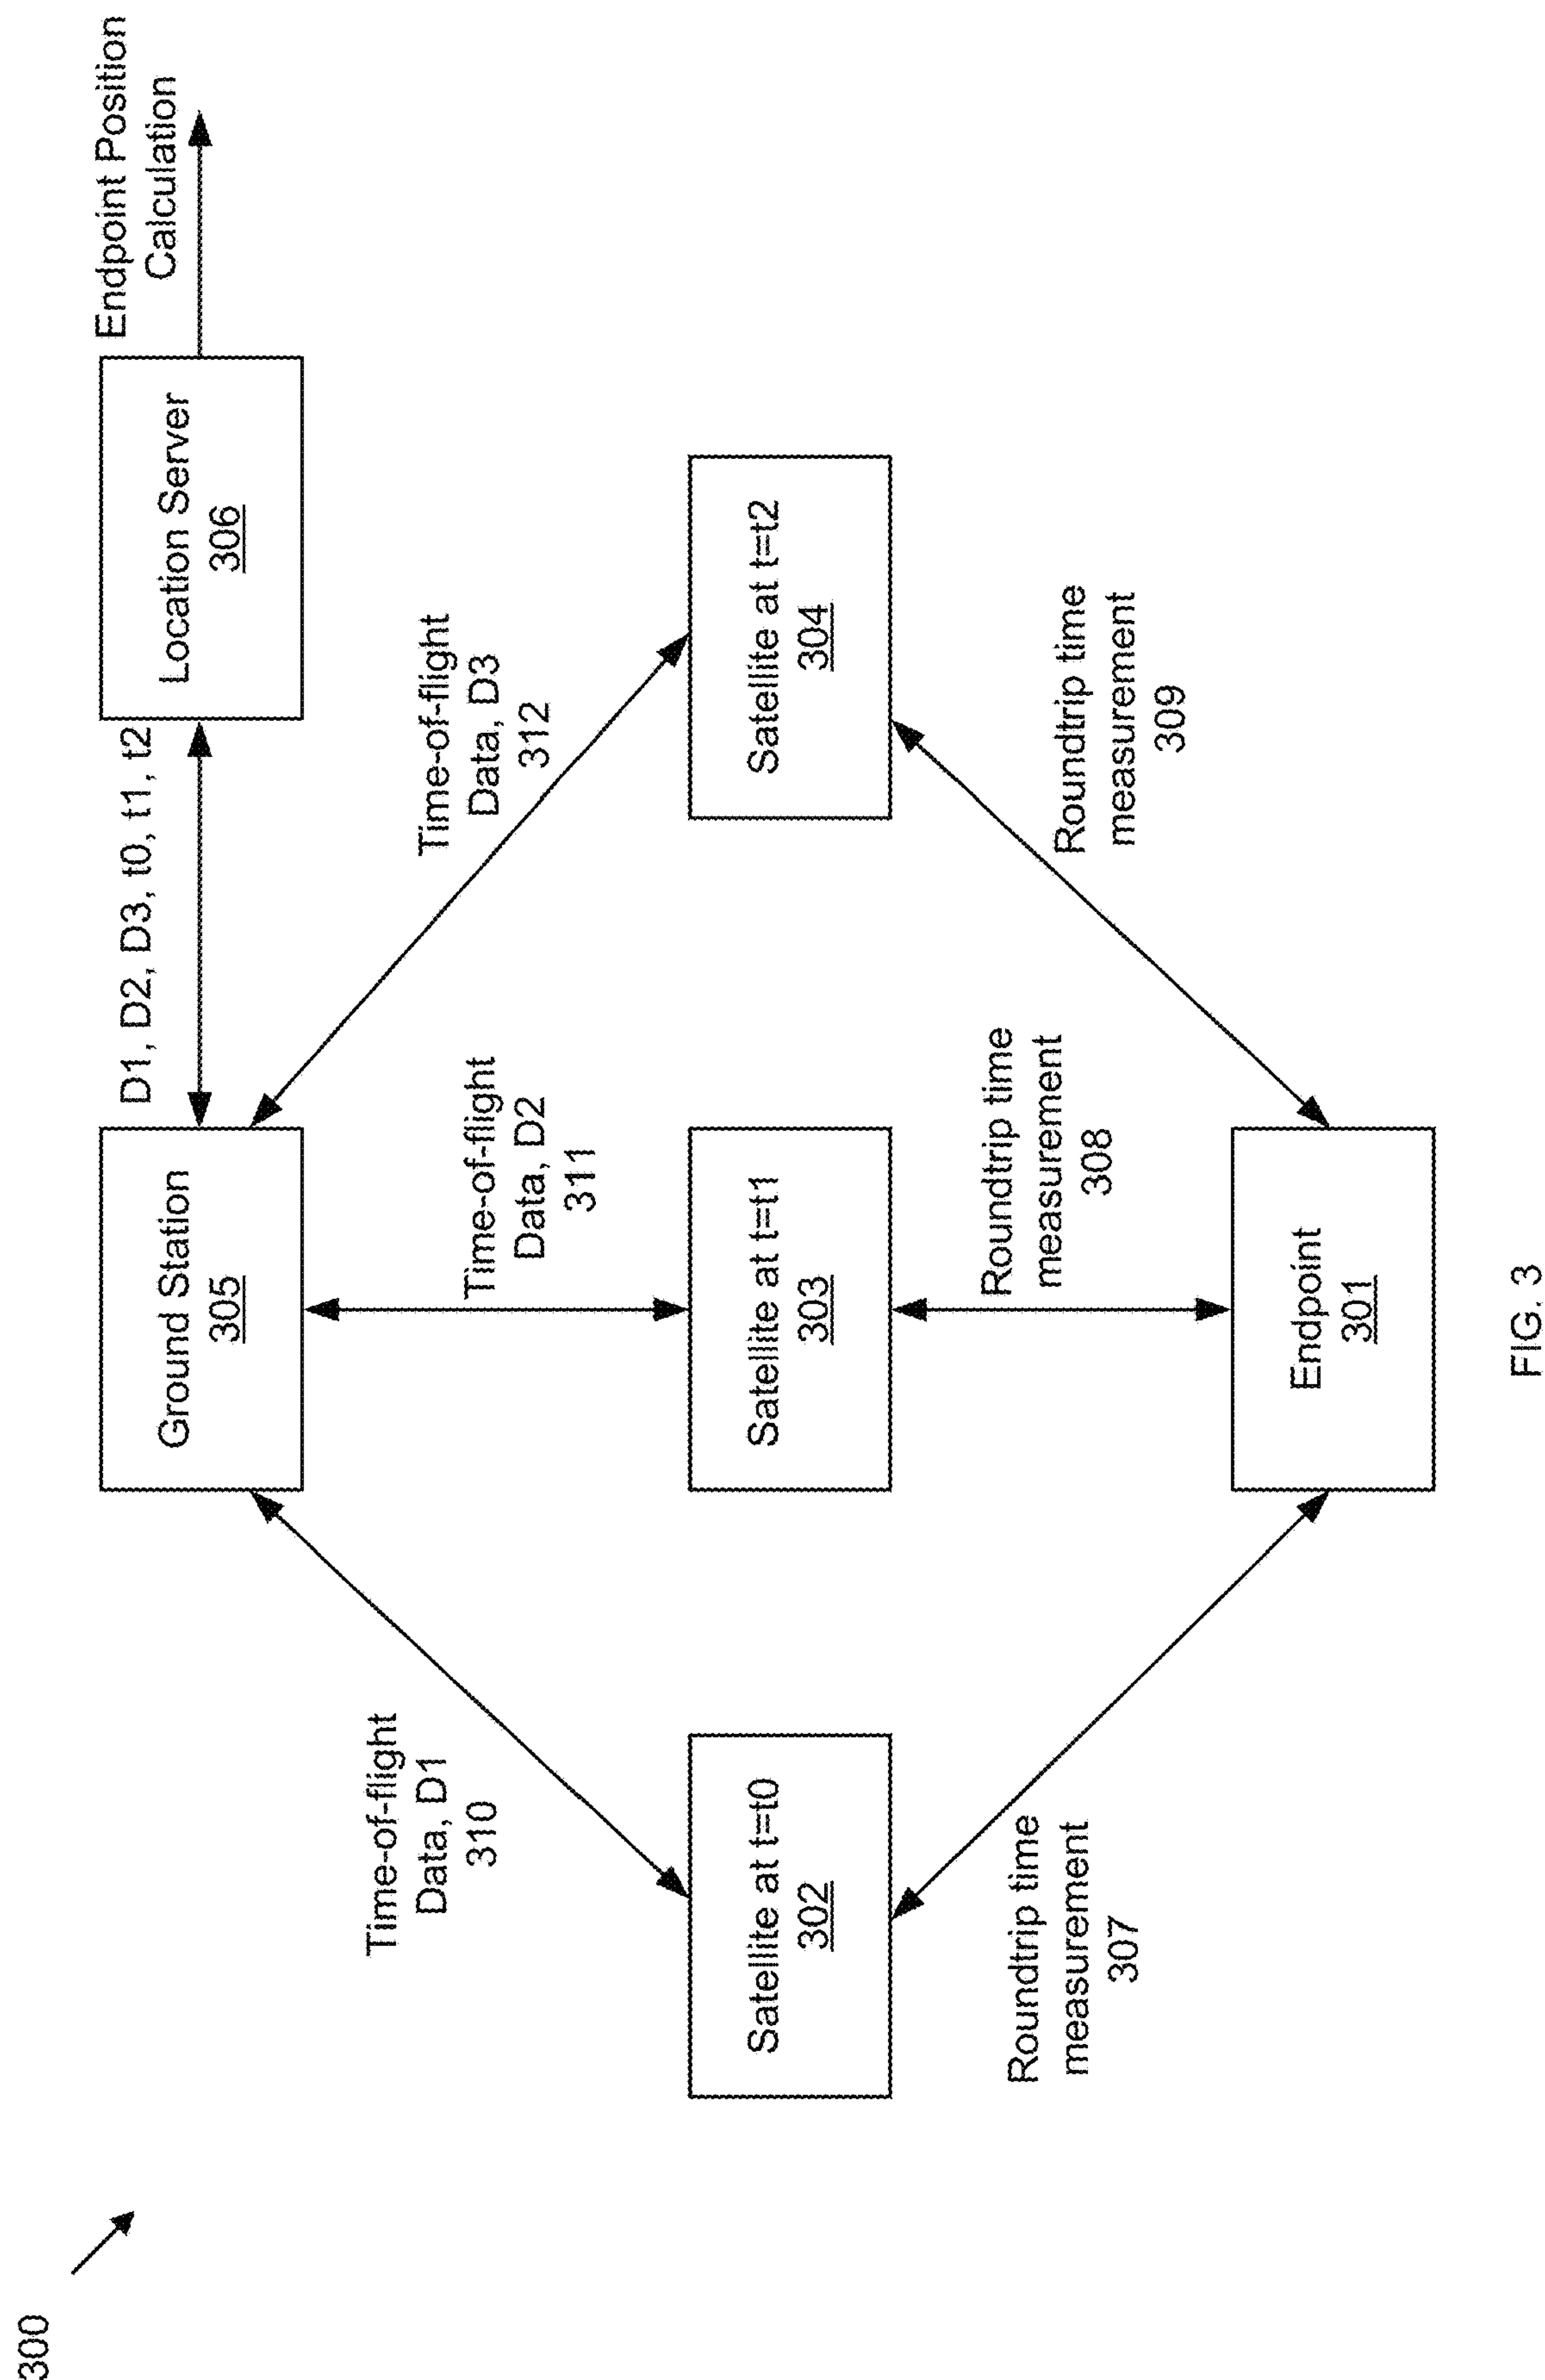 300
Ground Station
305
D1, D2, D3, t0, t1, t2
Location Server
306
Endpoint Position
Calculation
Time-of-flight
Data, D1
310
Time-of-flight
Data, D2
311
Time-of-flight
Data, D3
312
Satellite at t=t0
302
Satellite at t=t1
303
Satellite at t=t2
304
Roundtrip time
measurement
307
Roundtrip time
measurement
308
Roundtrip time
measurement
309
Endpoint
301
FIG. 3